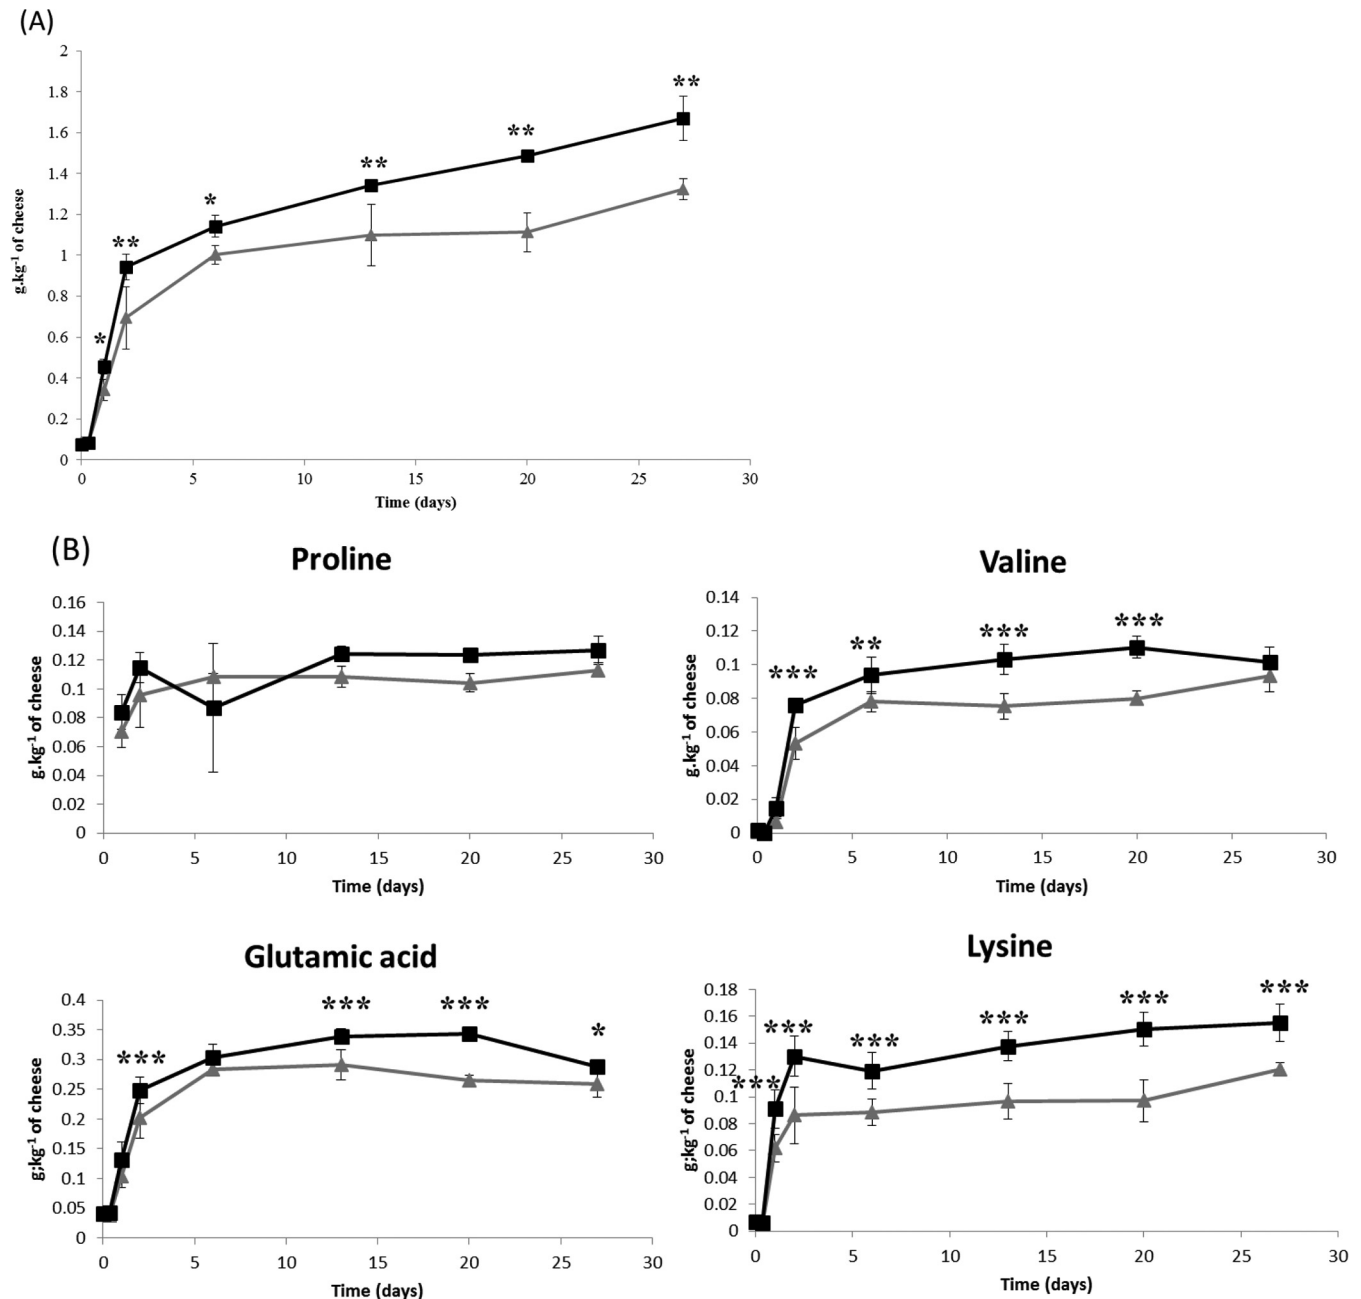 (A)
2
1.8
**
1.6
**
1.4
**
1.2
*
1
**
0.8
0.6
*
0.4
0.2
0
g.kg-1 of cheese
0 5 10 15 20 25 30
Time (days)
(B)
Proline
0.16
0.14
0.12
0.1
0.08
0.06
0.04
0.02
0
g.kg-1 of cheese
0 5 10 15 20 25 30
Time (days)
Valine
0.14
0.12
0.1
0.08
0.06
0.04
0.02
0
g.kg-1 of cheese
*** ** *** ***
0 5 10 15 20 25 30
Time (days)
Glutamic acid
0.4
0.35
0.3
0.25
0.2
0.15
0.1
0.05
0
g;kg-1 of cheese
*** *** *** *
0 5 10 15 20 25 30
Time (days)
Lysine
0.18
0.16
0.14
0.12
0.1
0.08
0.06
0.04
0.02
0
g;kg-1 of cheese
*** *** *** *** *** ***
0 5 10 15 20 25 30
Time (days)